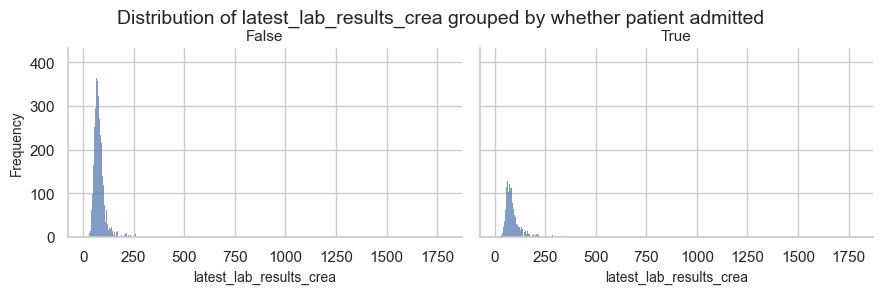 Distribution of latest_lab_results_crea grouped by whether patient admitted
False
True
400
300
200
100
0
Frequency
0 250 500 750 1000 1250 1500 1750
0 250 500 750 1000 1250 1500 1750
latest_lab_results_crea
latest_lab_results_crea